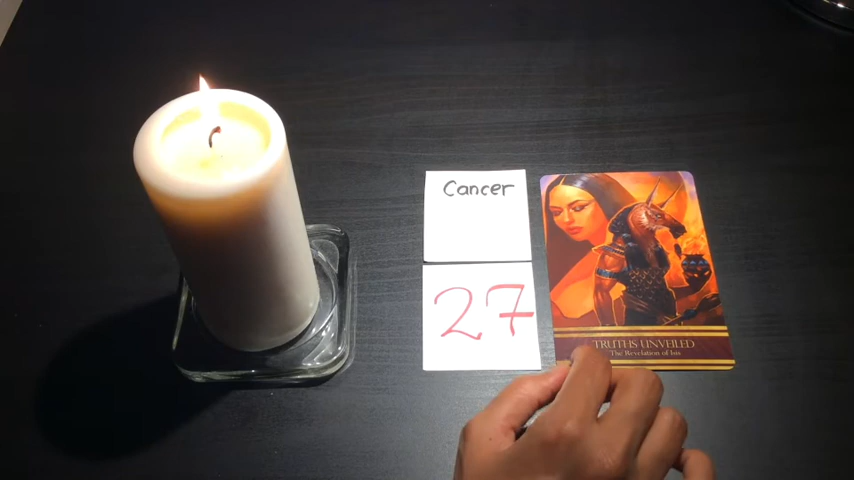 Cancer
27
TRUTHS UNVEILED
The Revelation of Isis